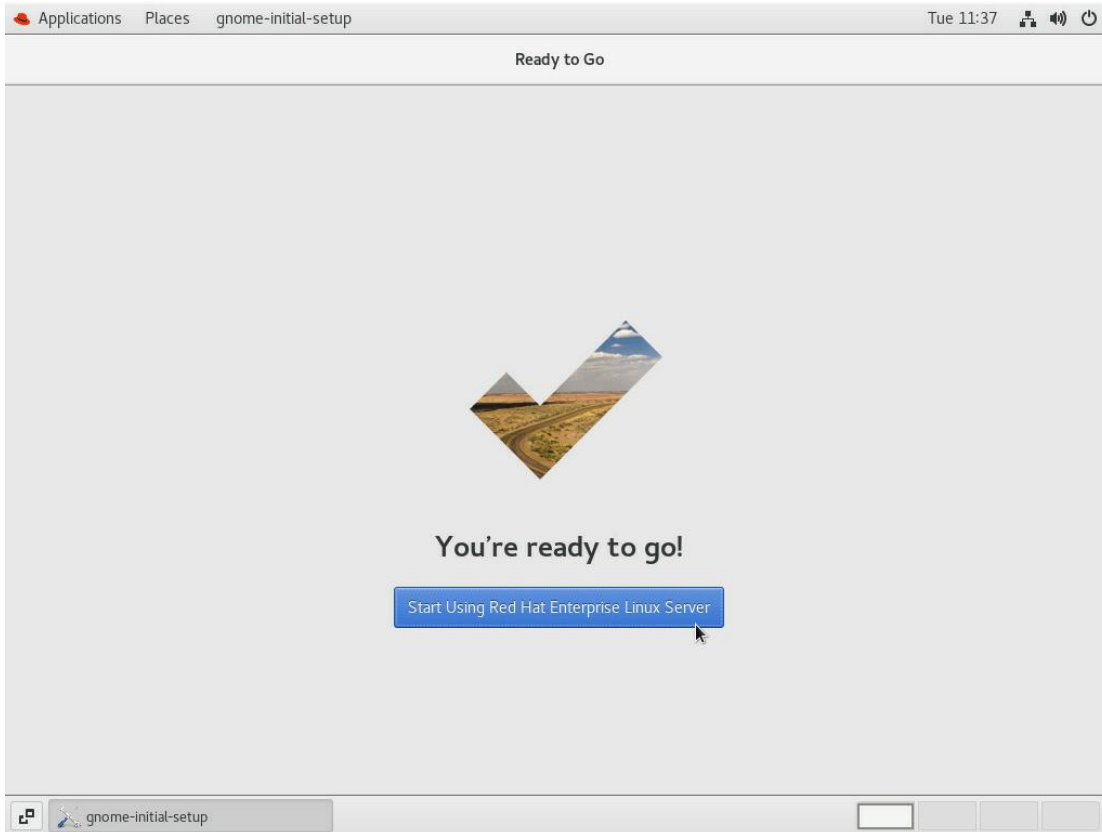 Applications Places gnome-initial-setup Tue 11:37
Ready to Go
You're ready to go!
Start Using Red Hat Enterprise Linux Server
gnome-initial-setup